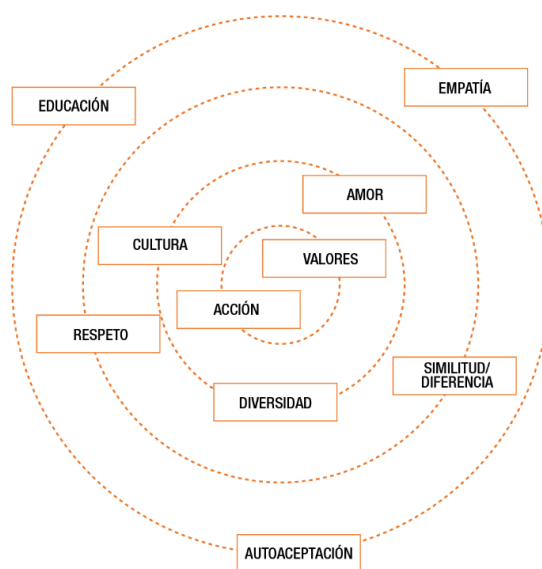 EMPATÍA
EDUCACIÓN
AMOR
CULTURA
VALORES
ACCIÓN
RESPETO
SIMILITUD/
DIFERENCIA
DIVERSIDAD
AUTOACEPTACIÓN